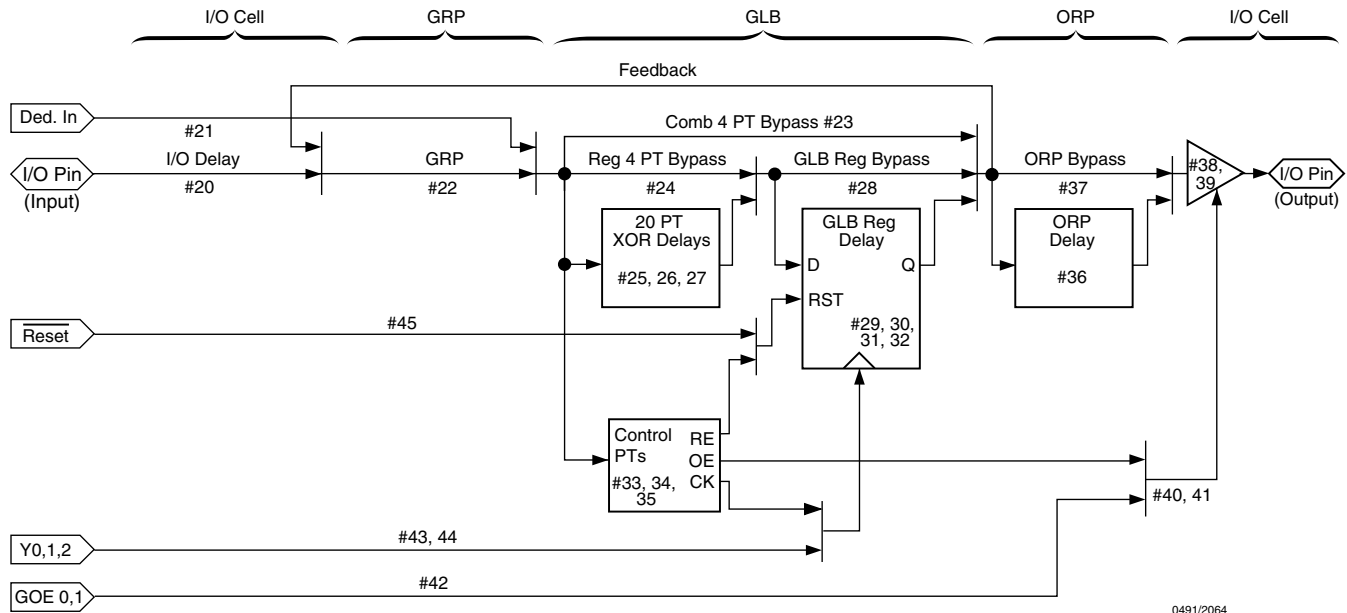 I/O Cell
GRP
GLB
ORP
I/O Cell
Feedback
Ded. In
#21
Comb 4 PT Bypass #23
I/O Pin
(Input)
I/O Delay
#20
GRP
#22
Reg 4 PT Bypass
#24
GLB Reg Bypass
#28
ORP Bypass
#37
#38,
39
I/O Pin
(Output)
20 PT
XOR Delays
#25, 26, 27
GLB Reg
Delay
D
Q
RST
#29, 30,
31, 32
ORP
Delay
#36
Reset
#45
Control
PTs
#33, 34,
35
RE
OE
CK
#40, 41
Y0,1,2
#43, 44
GOE 0,1
#42
0491/2064